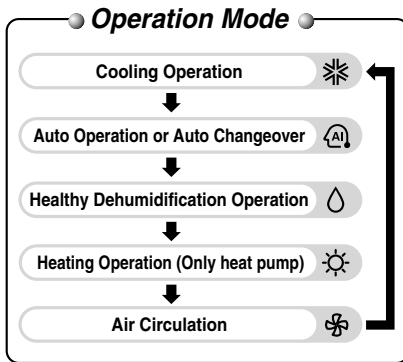 Operation Mode
Cooling Operation
Auto Operation or Auto Changeover
AI
Healthy Dehumidification Operation
Heating Operation (Only heat pump)
Air Circulation